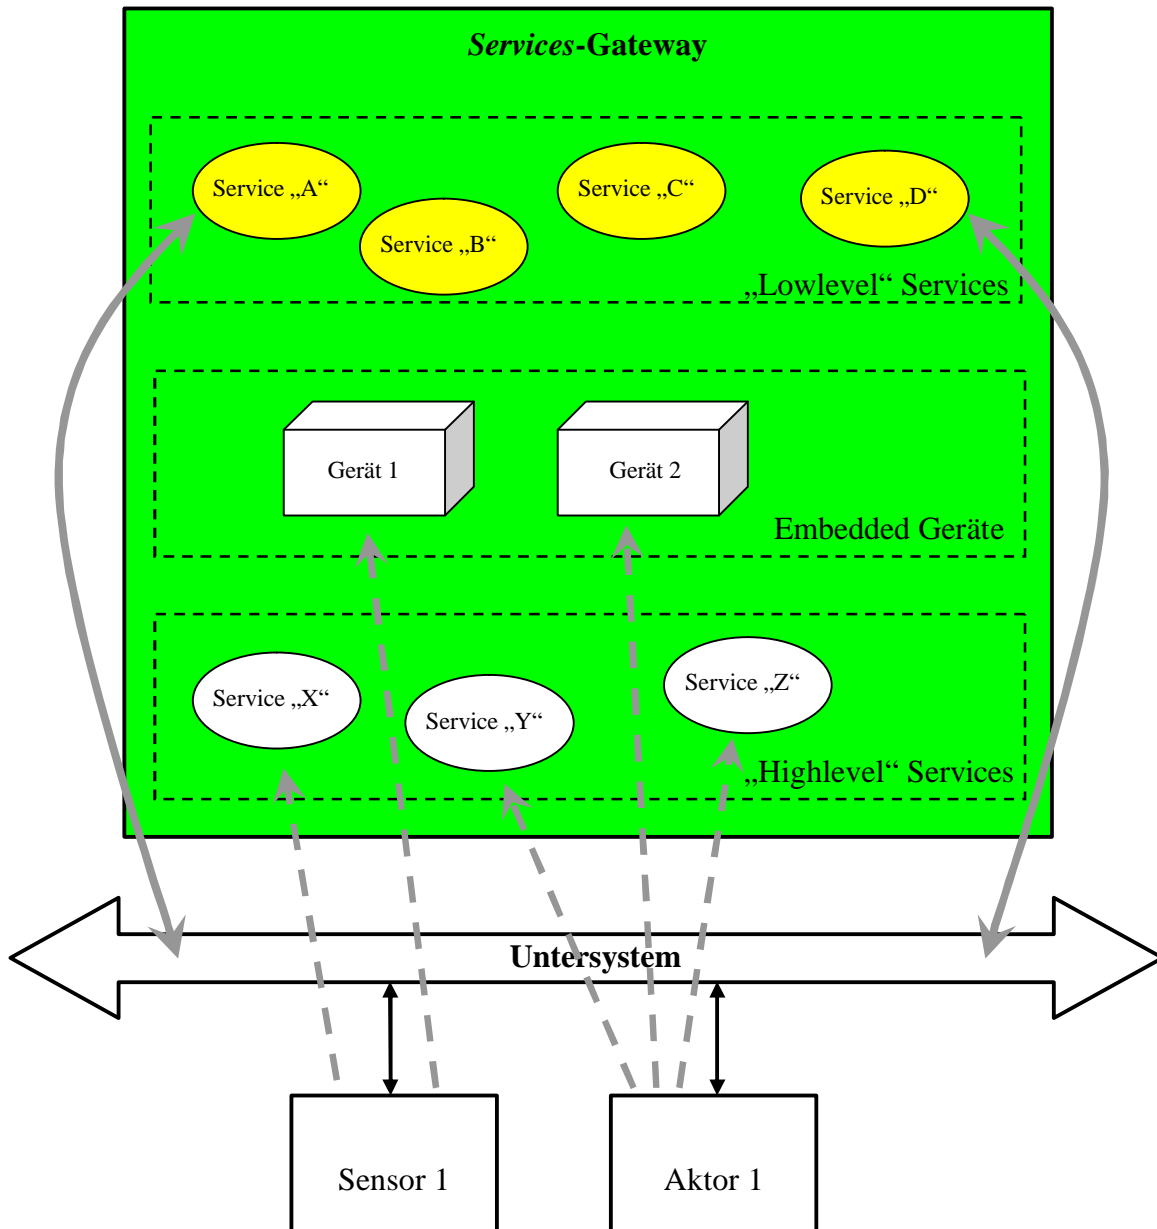 Services-Gateway
Service „A“
Service „B“
Service „C“
Service „D“
„Lowlevel“ Services
Gerät 1
Gerät 2
Embedded Geräte
Service „X“
Service „Y“
Service „Z“
„Highlevel“ Services
Untersystem
Sensor 1
Aktor 1